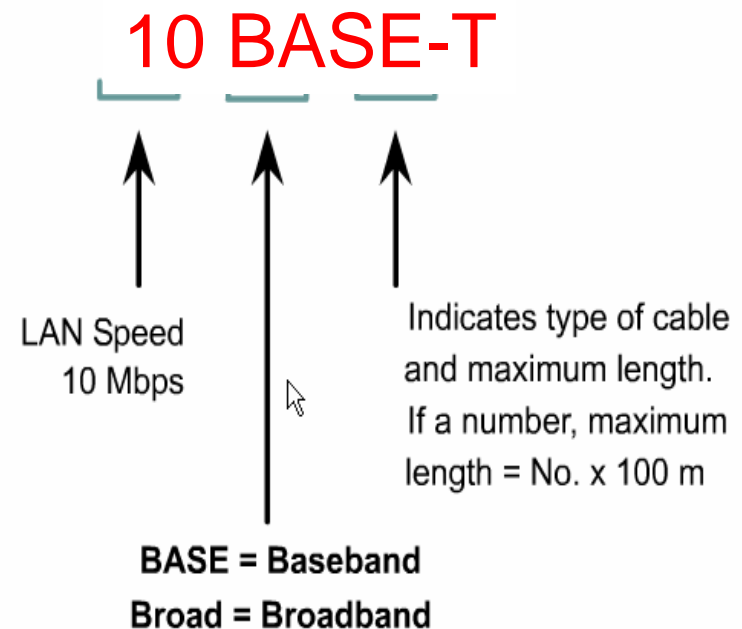 10 BASE-T
LAN Speed
10 Mbps
Indicates type of cable
and maximum length.
If a number, maximum
length = No. x 100 m
BASE = Baseband
Broad = Broadband